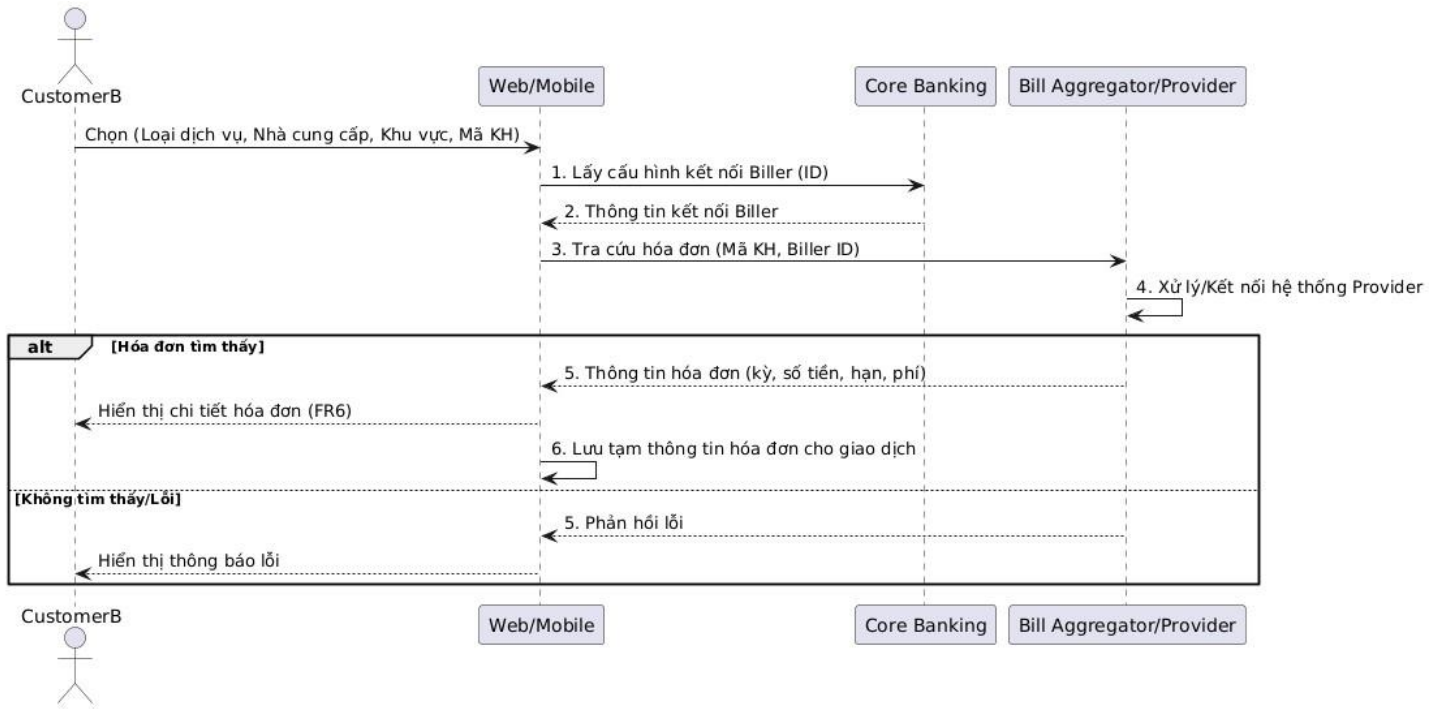 CustomerB
Web/Mobile
Core Banking
Bill Aggregator/Provider
Chọn (Loại dịch vụ, Nhà cung cấp, Khu vực, Mã KH)
1. Lấy cấu hình kết nối Biller (ID)
2. Thông tin kết nối Biller
3. Tra cứu hóa đơn (Mã KH, Biller ID)
4. Xử lý/Kết nối hệ thống Provider
alt
[Hóa đơn tìm thấy]
5. Thông tin hóa đơn (kỳ, số tiền, hạn, phí)
Hiển thị chi tiết hóa đơn (FR6)
6. Lưu tạm thông tin hóa đơn cho giao dịch
[Không tìm thấy/Lỗi]
5. Phản hồi lỗi
Hiển thị thông báo lỗi
CustomerB
Web/Mobile
Core Banking
Bill Aggregator/Provider